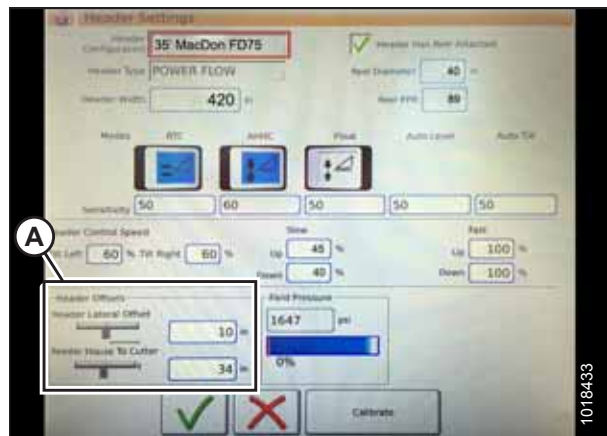 Header Settings
Header Configuration 35' MacDon FD75 Header Has Reel Attached
Header Type POWER FLOW Reel Diameter 40 in
Header Width 420 in Reel PPR 89
Modes RTC AHHC Float Auto Level Auto Tilt
Sensitivity 50 60 50 50 50
Header Control Speed Slow Fast
Tilt Left 60 % Tilt Right 60 % Up 45 % Up 100 %
Down 40 % Down 100 %
A
Header Offsets Field Pressure
Header Lateral Offset 10 in 1647 psi
Feeder House To Cutter 34 in 0%
Calibrate
1018433